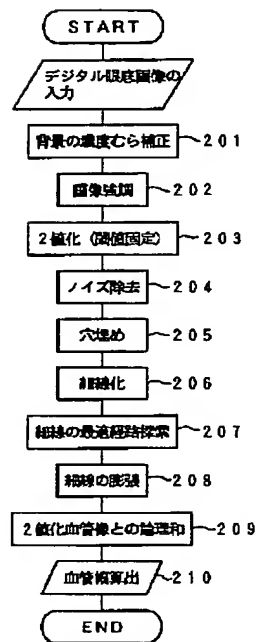 START
デジタル眼底画像の
入力
背景の濃度むら補正
201
画像強調
202
2値化(閾値固定)
203
ノイズ除去
204
穴埋め
205
細線化
206
細線の最適経路探索
207
細線の膨張
208
2値化血管像との論理和
209
血管像算出
210
END